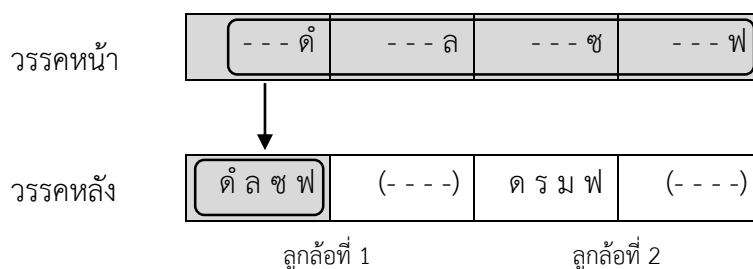 วรรคหน้า - - - ดํ - - - ล - - - ซ - - - ฟ
วรรคหลัง ดํ ล ซ ฟ (- - - -) ด ร ม ฟ (- - - -)
ลูกล้อที่ 1 ลูกล้อที่ 2